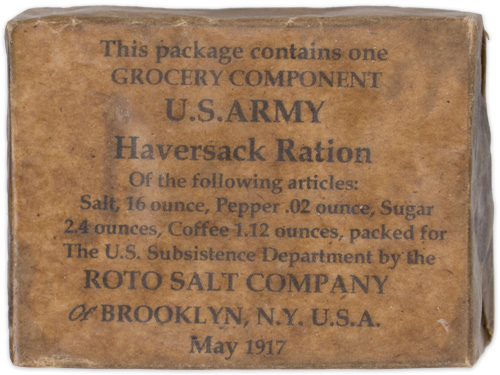 This package contains one
GROCERY COMPONENT
U.S.ARMY
Haversack Ration
Of the following articles:
Salt, 16 ounce, Pepper .02 ounce, Sugar
2.4 ounces, Coffee 1.12 ounces, packed for
The U.S. Subsistence Department by the
ROTO SALT COMPANY
Of BROOKLYN, N.Y. U.S.A.
May 1917